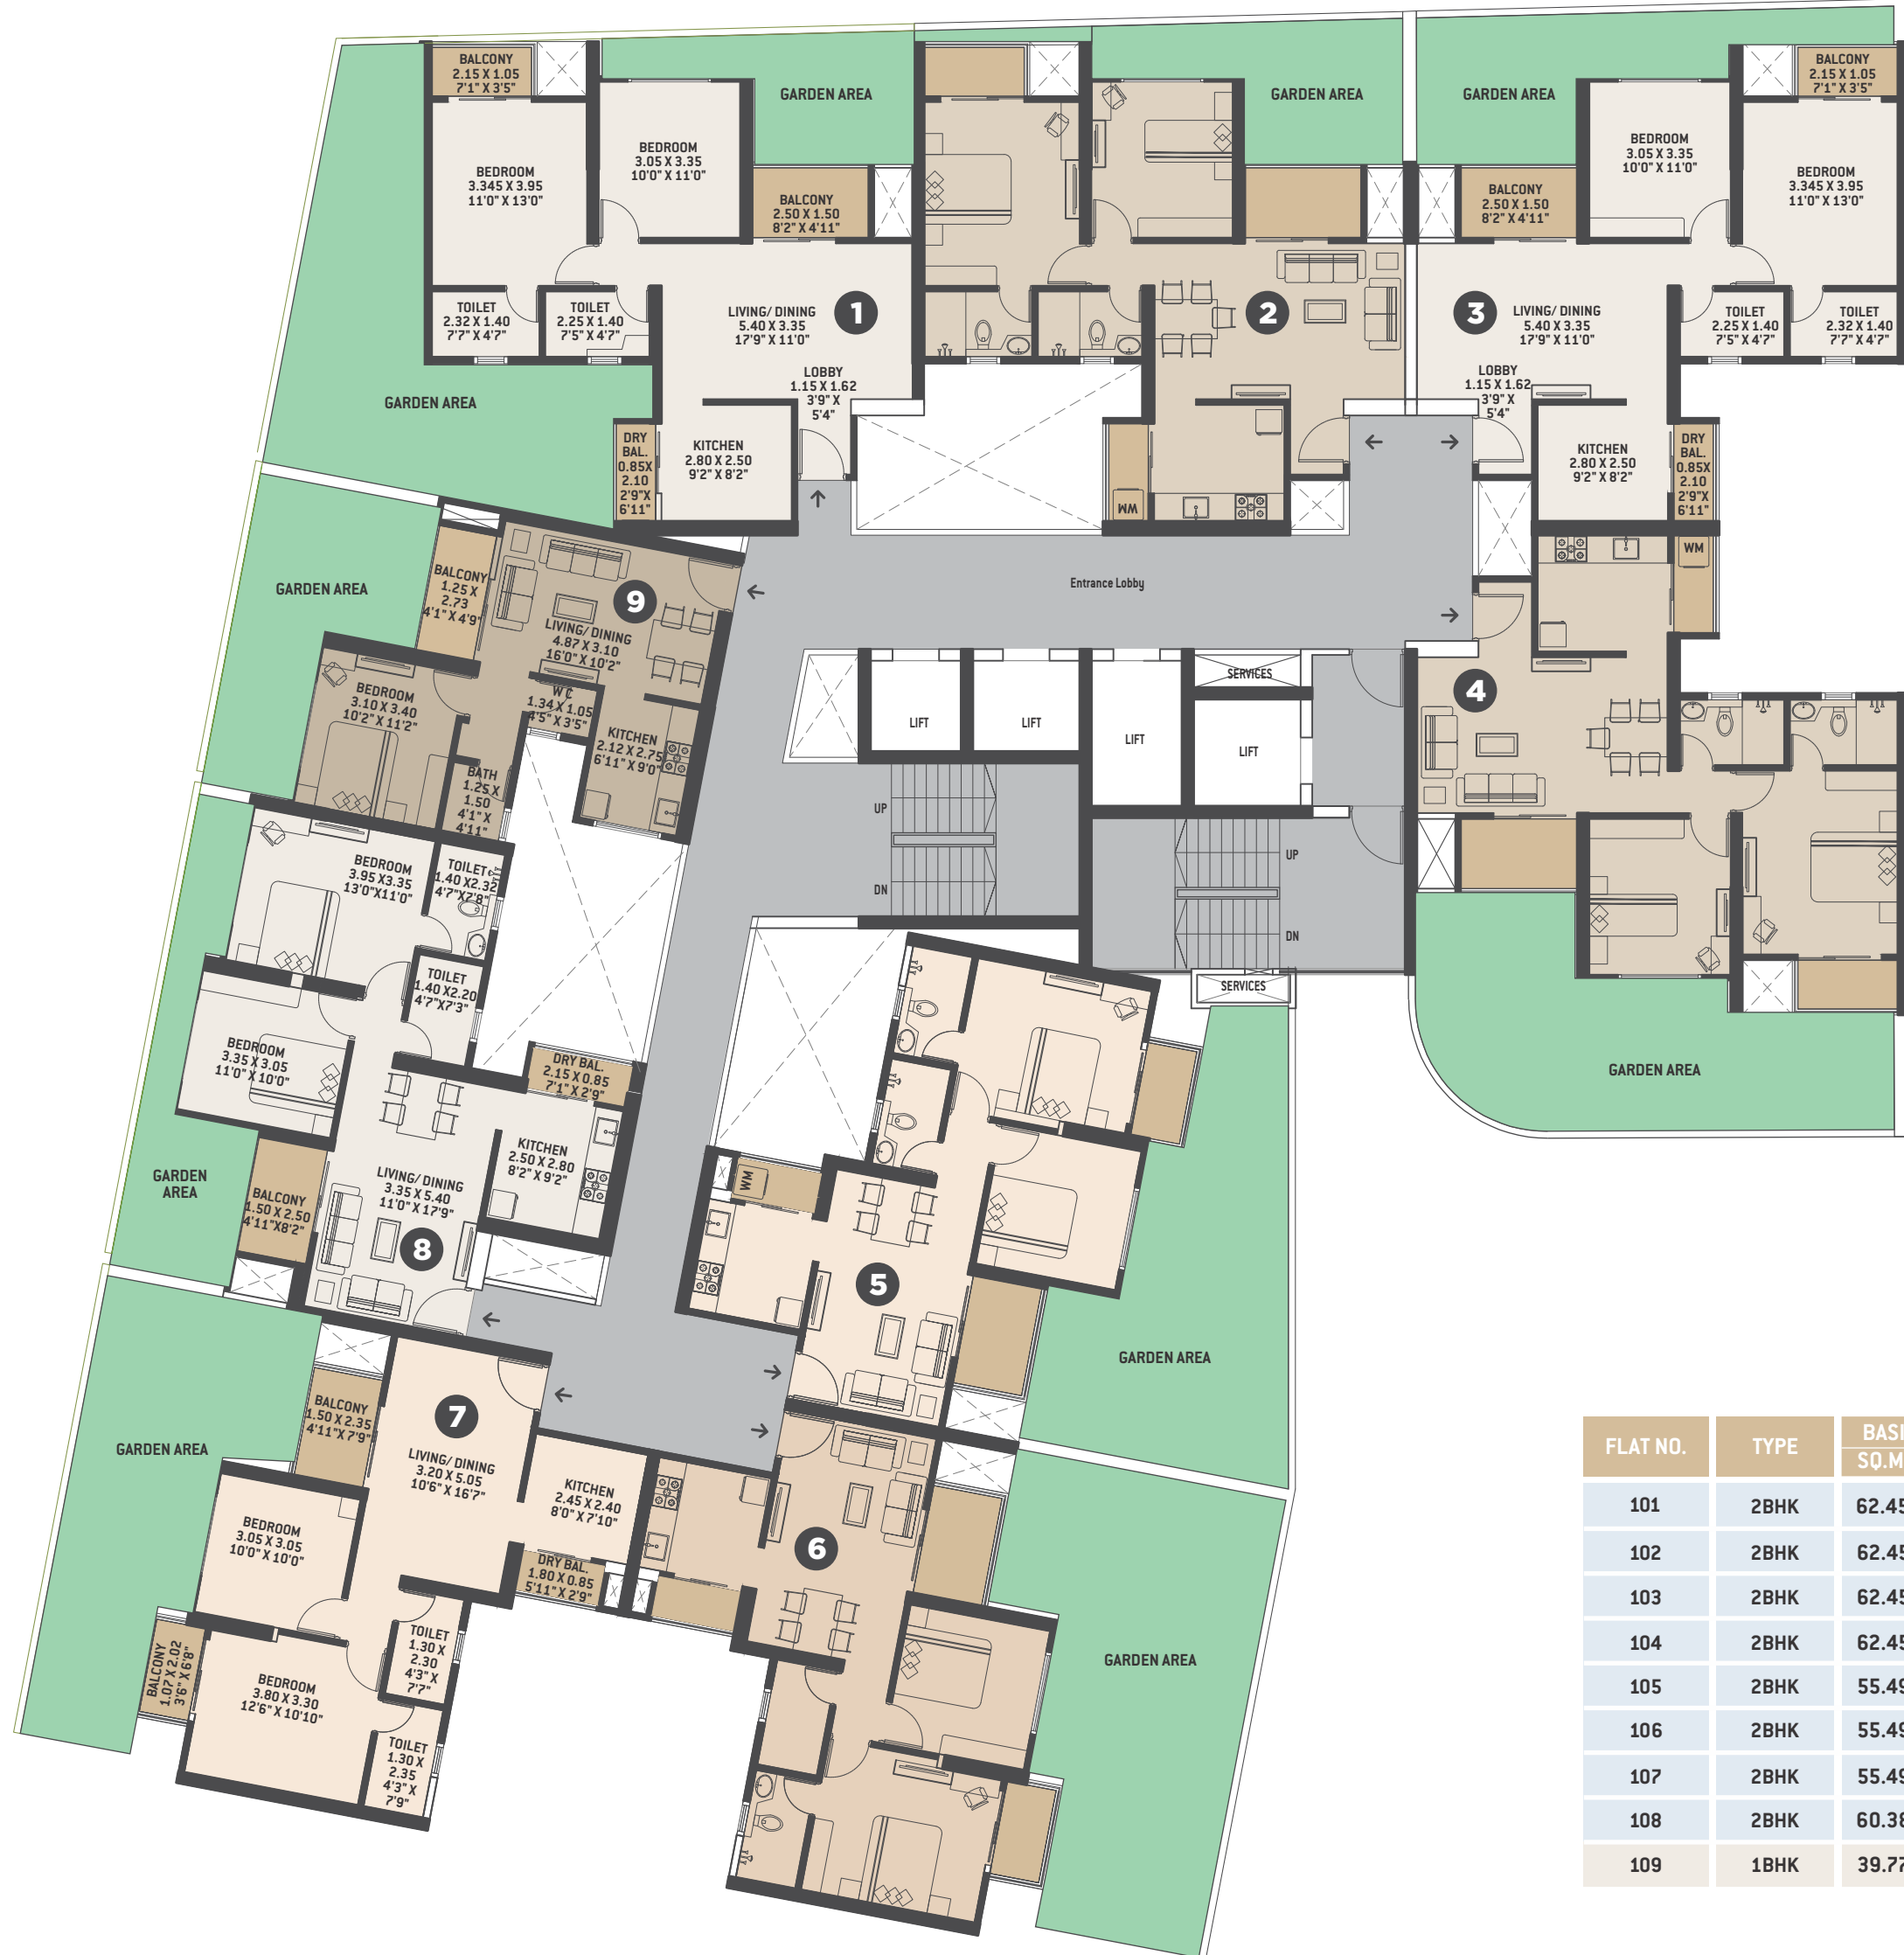 BALCONY
2.15 X 1.05
7'1" X 3'5"
BEDROOM
3.345 X 3.95
11'0" X 13'0"
BEDROOM
3.05 X 3.35
10'0" X 11'0"
GARDEN AREA
BALCONY
2.50 X 1.50
8'2" X 4'11"
TOILET
2.32 X 1.40
7'7" X 4'7"
TOILET
2.25 X 1.40
7'5" X 4'7"
LIVING/ DINING
5.40 X 3.35
17'9" X 11'0"
1
LOBBY
1.15 X 1.62
3'9" X
5'4"
GARDEN AREA
DRY
BAL.
0.85X
2.10
2'9"X
6'11"
KITCHEN
2.80 X 2.50
9'2" X 8'2"
GARDEN AREA
2
WM
GARDEN AREA
BEDROOM
3.05 X 3.35
10'0" X 11'0"
BALCONY
2.15 X 1.05
7'1" X 3'5"
BEDROOM
3.345 X 3.95
11'0" X 13'0"
BALCONY
2.50 X 1.50
8'2" X 4'11"
3
LIVING/ DINING
5.40 X 3.35
17'9" X 11'0"
TOILET
2.25 X 1.40
7'5" X 4'7"
TOILET
2.32 X 1.40
7'7" X 4'7"
LOBBY
1.15 X 1.62
3'9" X
5'4"
KITCHEN
2.80 X 2.50
9'2" X 8'2"
DRY
BAL.
0.85X
2.10
2'9"X
6'11"
WM
4
GARDEN AREA
Entrance Lobby
GARDEN AREA
BALCONY
1.25 X
2.73
4'1" X 4'9"
9
LIVING/ DINING
4.87 X 3.10
16'0" X 10'2"
BEDROOM
3.10 X 3.40
10'2" X 11'2"
W C
1.34 X 1.05
4'5" X 3'5"
KITCHEN
2.12 X 2.75
6'11" X 9'0"
BATH
1.25 X
1.50
4'1" X
4'11"
LIFT
LIFT
LIFT
SERVICES
LIFT
UP
DN
UP
DN
SERVICES
BEDROOM
3.95 X3.35
13'0"X11'0"
TOILET
1.40 X2.32
4'7"X7'8"
TOILET
1.40 X2.20
4'7"X7'3"
BEDROOM
3.35 X 3.05
11'0" X 10'0"
DRY BAL.
2.15 X 0.85
7'1" X 2'9"
KITCHEN
2.50 X 2.80
8'2" X 9'2"
GARDEN
AREA
BALCONY
1.50 X 2.50
4'11"X8'2"
LIVING/ DINING
3.35 X 5.40
11'0" X 17'9"
8
WM
5
GARDEN AREA
GARDEN AREA
BALCONY
1.50 X 2.35
4'11"X7'9"
7
LIVING/ DINING
3.20 X 5.05
10'6" X 16'7"
KITCHEN
2.45 X 2.40
8'0" X 7'10"
BEDROOM
3.05 X 3.05
10'0" X 10'0"
DRY BAL.
1.80 X 0.85
5'11" X 2'9"
BALCONY
1.07 X 2.02
3'6" X 6'8"
BEDROOM
3.80 X 3.30
12'6" X 10'10"
TOILET
1.30 X
2.30
4'3" X
7'7"
TOILET
1.30 X
2.35
4'3" X
7'9"
6
GARDEN AREA
FLAT NO. TYPE BASI
SQ.M
101 2BHK 62.45
102 2BHK 62.45
103 2BHK 62.45
104 2BHK 62.45
105 2BHK 55.49
106 2BHK 55.49
107 2BHK 55.49
108 2BHK 60.38
109 1BHK 39.77